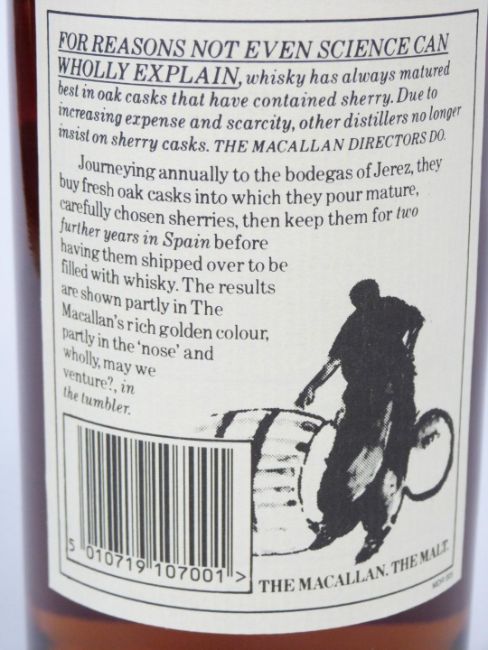 FOR REASONS NOT EVEN SCIENCE CAN
WHOLLY EXPLAIN, whisky has always matured
best in oak casks that have contained sherry. Due to
increasing expense and scarcity, other distillers no longer
insist on sherry casks. THE MACALLAN DIRECTORS DO.
Journeying annually to the bodegas of Jerez, they
buy fresh oak casks into which they pour mature,
carefully chosen sherries, then keep them for two
further years in Spain before
having them shipped over to be
filled with whisky. The results
are shown partly in The
Macallan's rich golden colour,
partly in the 'nose' and
wholly, may we
venture?, in
the tumbler.
5 010719 107001 >
THE MACALLAN. THE MALT.